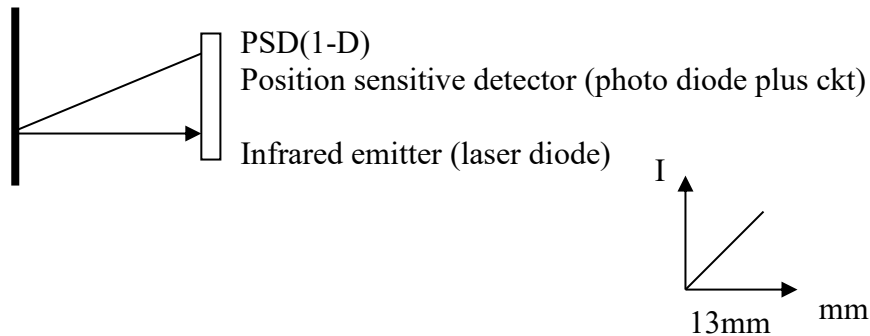 PSD(1-D)
Position sensitive detector (photo diode plus ckt)
Infrared emitter (laser diode)
I
13mm
mm